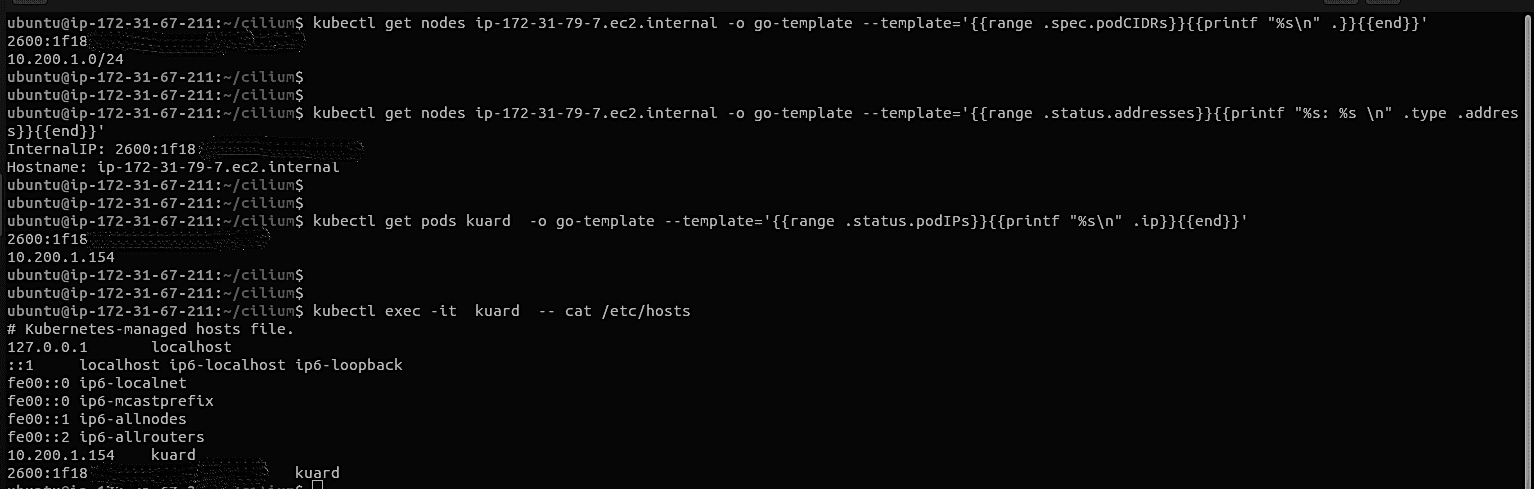 ubuntu@ip-172-31-67-211:~/cilium$ kubectl get nodes ip-172-31-79-7.ec2.internal -o go-template --template='{{range .spec.podCIDRs}}{{printf "%s\n" .}}{{end}}'
2600:1f18
10.200.1.0/24
ubuntu@ip-172-31-67-211:~/cilium$
ubuntu@ip-172-31-67-211:~/cilium$
ubuntu@ip-172-31-67-211:~/cilium$ kubectl get nodes ip-172-31-79-7.ec2.internal -o go-template --template='{{range .status.addresses}}{{printf "%s: %s \n" .type .addres
s}}{{end}}'
InternalIP: 2600:1f18:
Hostname: ip-172-31-79-7.ec2.internal
ubuntu@ip-172-31-67-211:~/cilium$
ubuntu@ip-172-31-67-211:~/cilium$
ubuntu@ip-172-31-67-211:~/cilium$ kubectl get pods kuard  -o go-template --template='{{range .status.podIPs}}{{printf "%s\n" .ip}}{{end}}'
2600:1f18
10.200.1.154
ubuntu@ip-172-31-67-211:~/cilium$
ubuntu@ip-172-31-67-211:~/cilium$
ubuntu@ip-172-31-67-211:~/cilium$ kubectl exec -it  kuard  -- cat /etc/hosts
# Kubernetes-managed hosts file.
127.0.0.1       localhost
::1     localhost ip6-localhost ip6-loopback
fe00::0 ip6-localnet
fe00::0 ip6-mcastprefix
fe00::1 ip6-allnodes
fe00::2 ip6-allrouters
10.200.1.154    kuard
2600:1f18       kuard